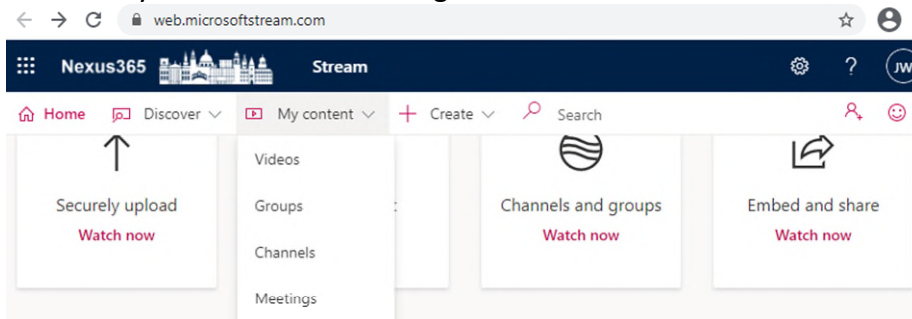 web.microsoftstream.com
Nexus365 Stream ? JW
Home Discover My content Create Search
Videos
Securely upload Groups Channels and groups Embed and share
Watch now Watch now Watch now
Channels
Meetings